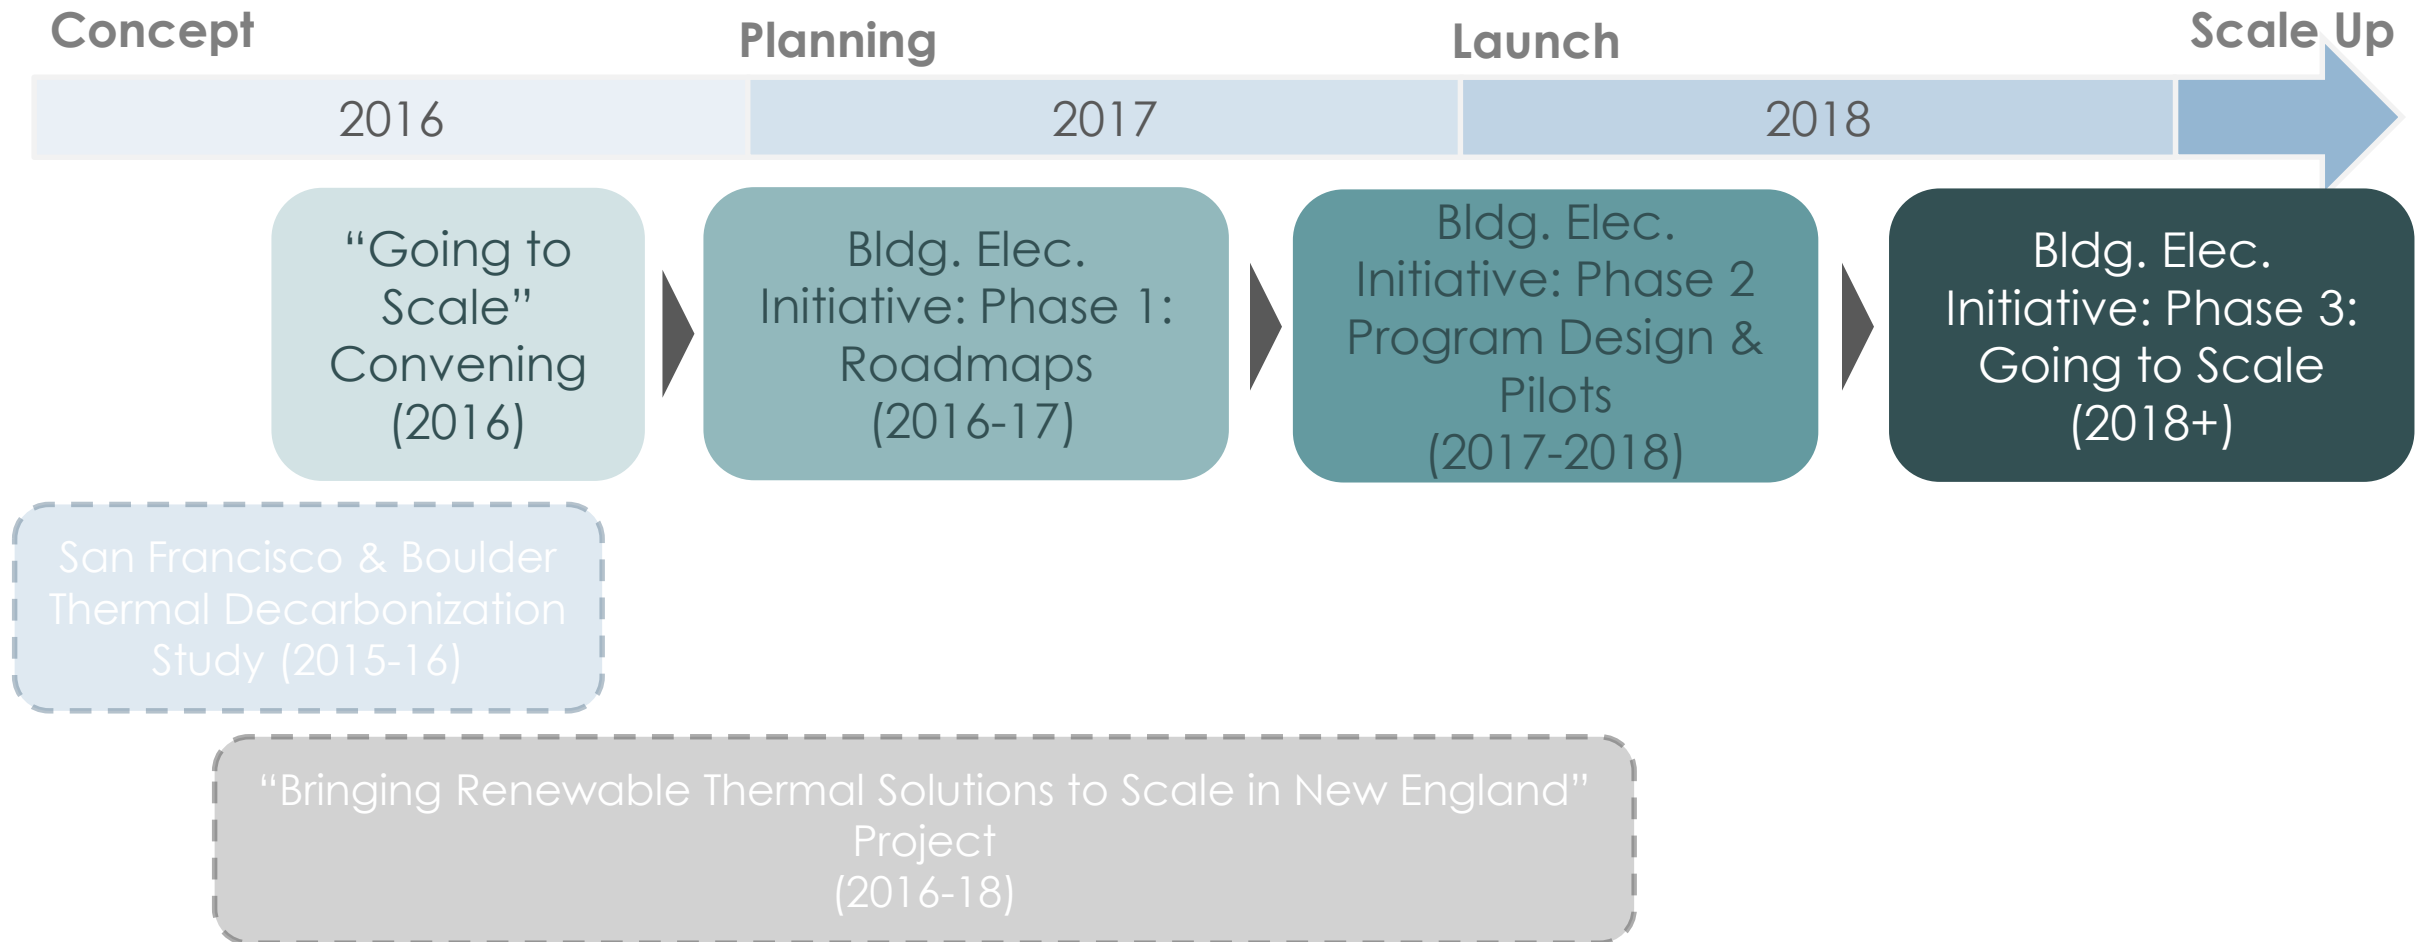 Concept
Planning
Launch
Scale Up
2016
2017
2018
“Going to
Scale”
Convening
(2016)
Bldg. Elec.
Initiative: Phase 1:
Roadmaps
(2016-17)
Bldg. Elec.
Initiative: Phase 2
Program Design &
Pilots
(2017-2018)
Bldg. Elec.
Initiative: Phase 3:
Going to Scale
(2018+)
San Francisco & Boulder
Thermal Decarbonization
Study (2015-16)
“Bringing Renewable Thermal Solutions to Scale in New England”
Project
(2016-18)